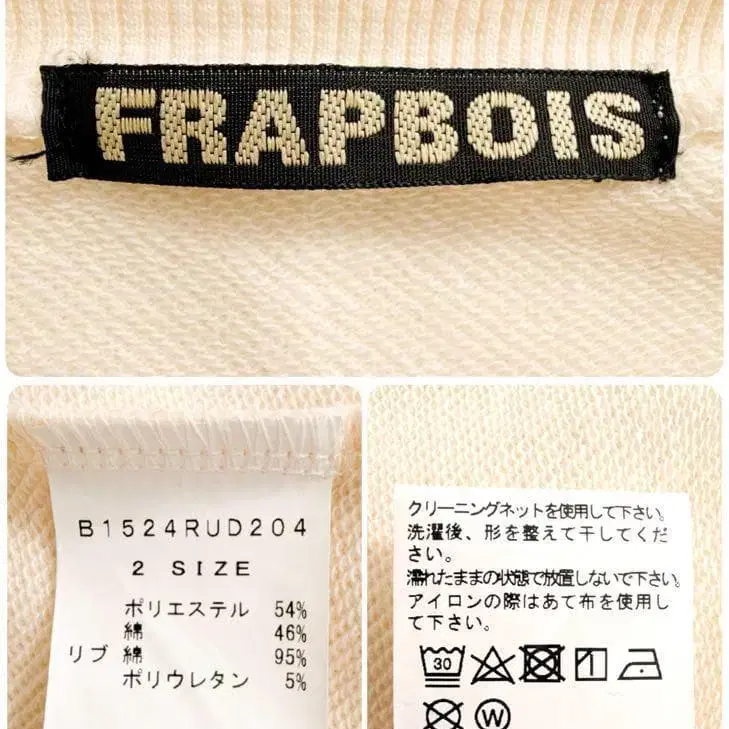 FRAPBOIS
B1524RUD204
2 SIZE
ポリエステル 54%
綿 46%
リブ 綿 95%
ポリウレタン 5%
クリーニングネットを使用して下さい。
洗濯後、形を整えて干してくだ
さい。
濡れたままの状態で放置しないで下さい。
アイロンの際はあて布を使用し
て下さい。
30
W